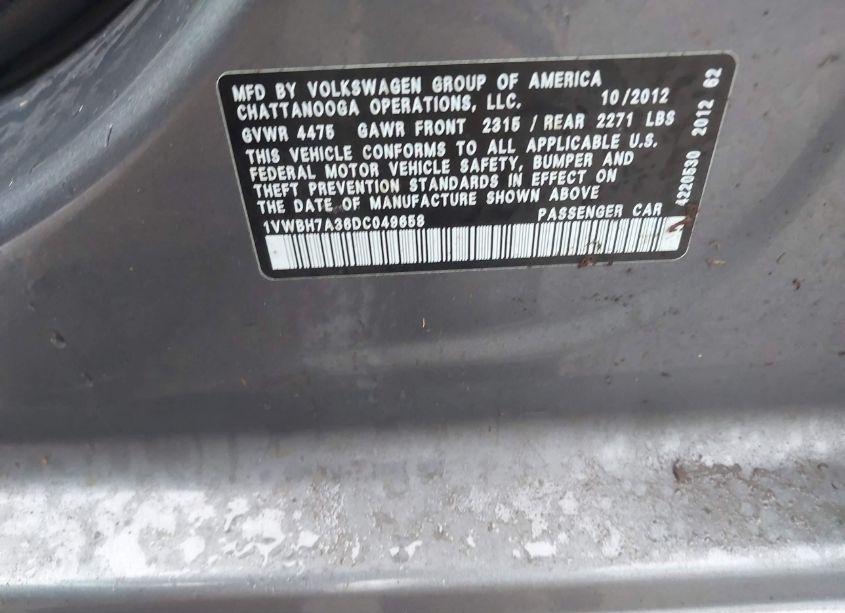 MFD BY VOLKSWAGEN GROUP OF AMERICA
CHATTANOOGA OPERATIONS, LLC. 10/2012
GVWR 4475 GAWR FRONT 2315 / REAR 2271 LBS
THIS VEHICLE CONFORMS TO ALL APPLICABLE U.S.
FEDERAL MOTOR VEHICLE SAFETY, BUMPER AND
THEFT PREVENTION STANDARDS IN EFFECT ON
THE DATE OF MANUFACTURE SHOWN ABOVE
1VWBH7A36DC049658 PASSENGER CAR
4220530 2012 62